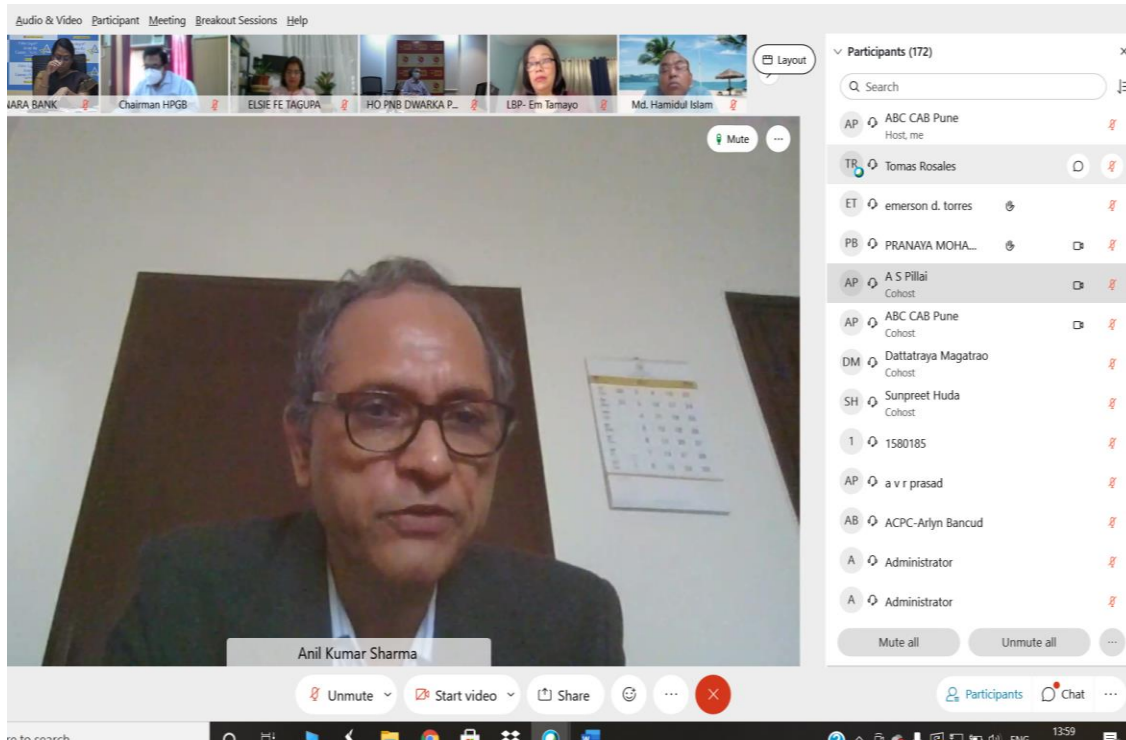 Audio & Video Participant Meeting Breakout Sessions Help
NARA BANK
Chairman HPGB
ELSIE FE TAGUPA
HO PNB DWARKA P...
LBP- Em Tamayo
Md. Hamidul Islam
Layout
Mute
Anil Kumar Sharma
Unmute
Start video
Share
Participants (172)
Search
AP ABC CAB Pune
Host, me
TR Tomas Rosales
ET emerson d. torres
PB PRANAYA MOHA...
AP A S Pillai
Cohost
AP ABC CAB Pune
Cohost
DM Dattatraya Magatrao
Cohost
SH Sunpreet Huda
Cohost
1 1580185
AP a v r prasad
AB ACPC-Arlyn Bancud
A Administrator
A Administrator
Mute all Unmute all
Participants Chat
re to search
ENG 13:59